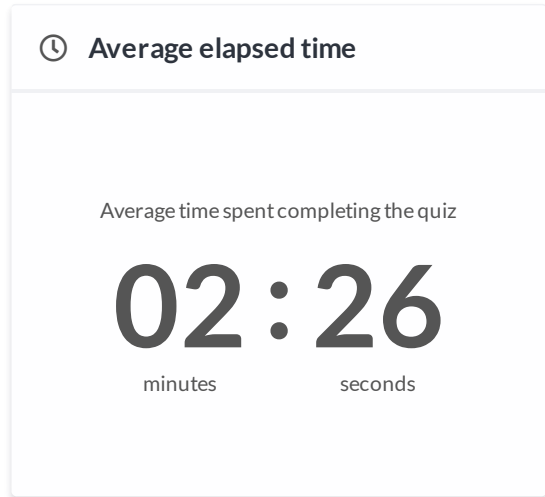 Average elapsed time
Average time spent completing the quiz
02 : 26
minutes seconds